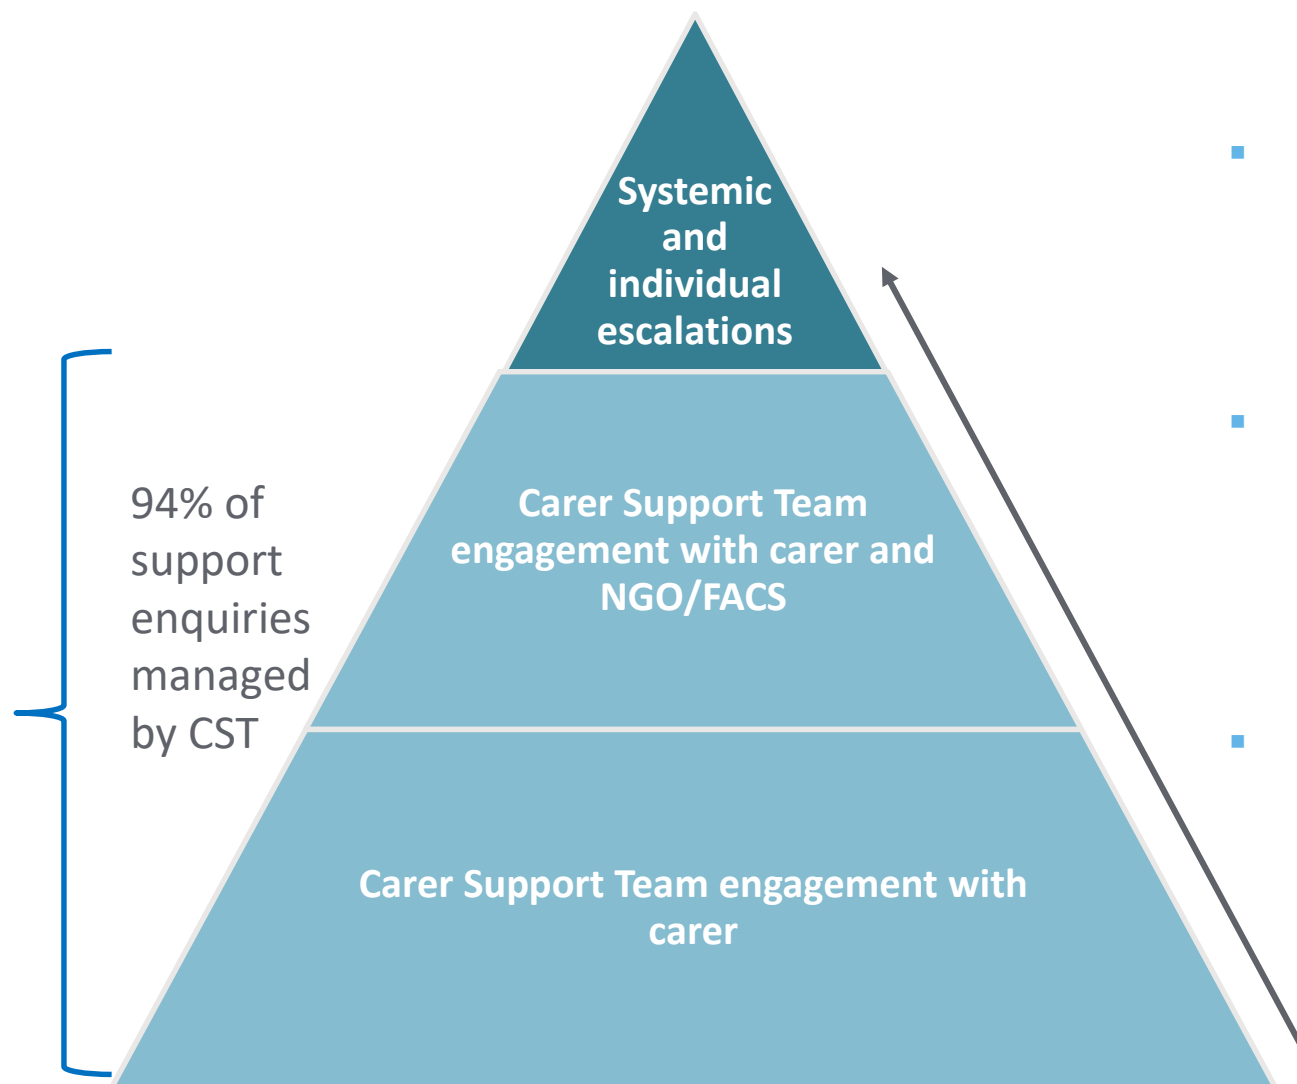 Systemic
and
individual
escalations
94% of
support
enquiries
managed
by CST
Carer Support Team
engagement with carer and
NGO/FACS
Carer Support Team engagement with
carer